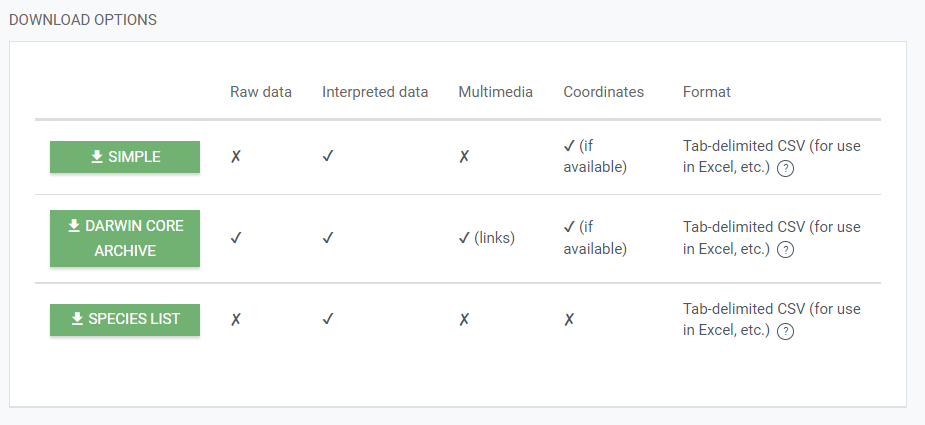 DOWNLOAD OPTIONS
Raw data Interpreted data Multimedia Coordinates Format
SIMPLE ✗ ✓ ✗ ✓ (if available) Tab-delimited CSV (for use in Excel, etc.) ?
DARWIN CORE ARCHIVE ✓ ✓ ✓ (links) ✓ (if available) Tab-delimited CSV (for use in Excel, etc.) ?
SPECIES LIST ✗ ✓ ✗ ✗ Tab-delimited CSV (for use in Excel, etc.) ?